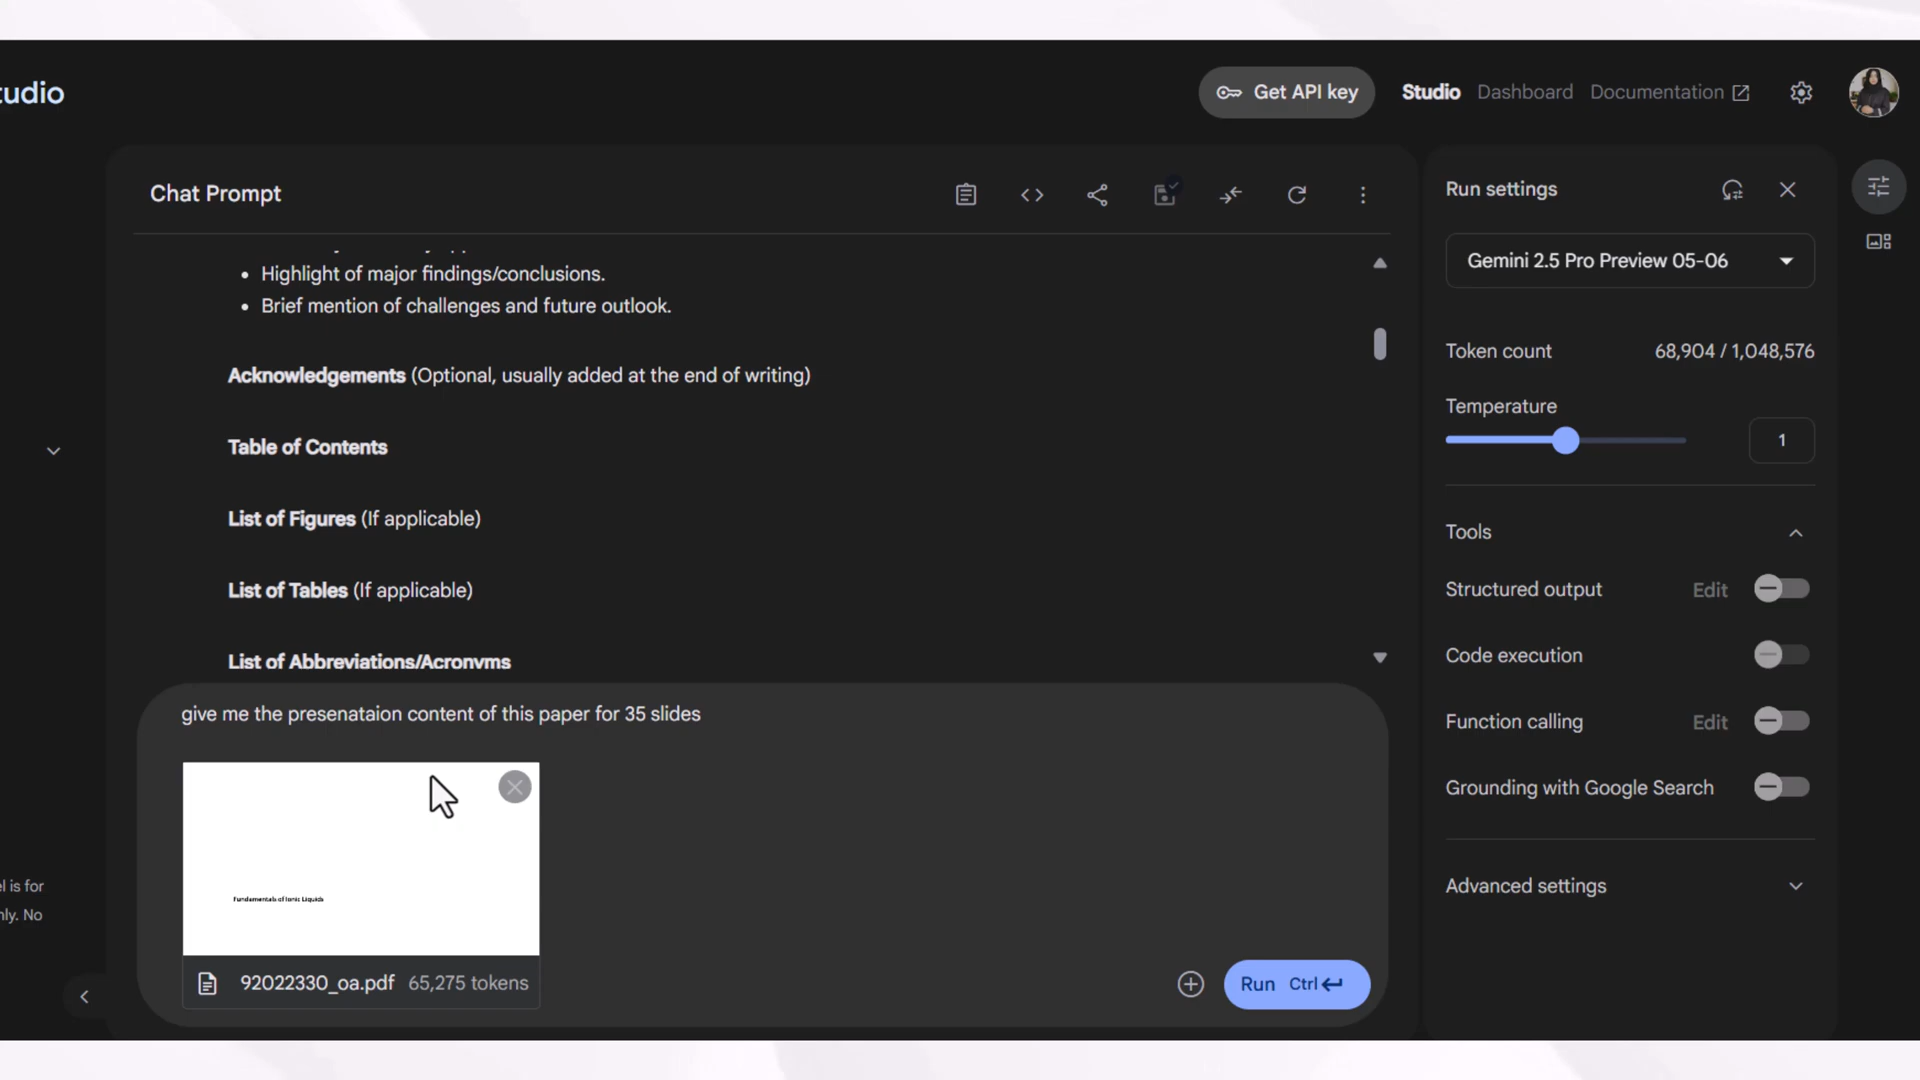 Get API key
Studio Dashboard Documentation
Chat Prompt
Highlight of major findings/conclusions.
Brief mention of challenges and future outlook.
Acknowledgements (Optional, usually added at the end of writing)
Table of Contents
List of Figures (If applicable)
List of Tables (If applicable)
List of Abbreviations/Acronyms
give me the presenataion content of this paper for 35 slides
Fundamentals of Ionic Liquids
92022330_oa.pdf 65,275 tokens
Run Ctrl
Run settings
Gemini 2.5 Pro Preview 05-06
Token count 68,904 / 1,048,576
Temperature
1
Tools
Structured output Edit
Code execution
Function calling Edit
Grounding with Google Search
Advanced settings
is for
No